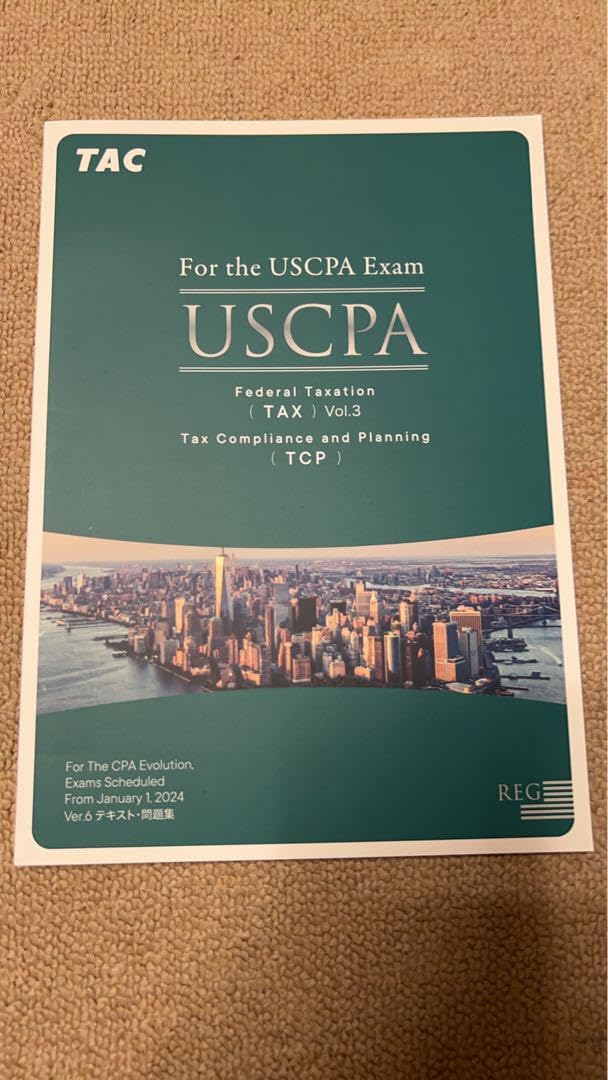 TAC
For the USCPA Exam
USCPA
Federal Taxation
( TAX ) Vol.3
Tax Compliance and Planning
( TCP )
For The CPA Evolution,
Exams Scheduled
From January 1, 2024
Ver.6 テキスト・問題集
REG